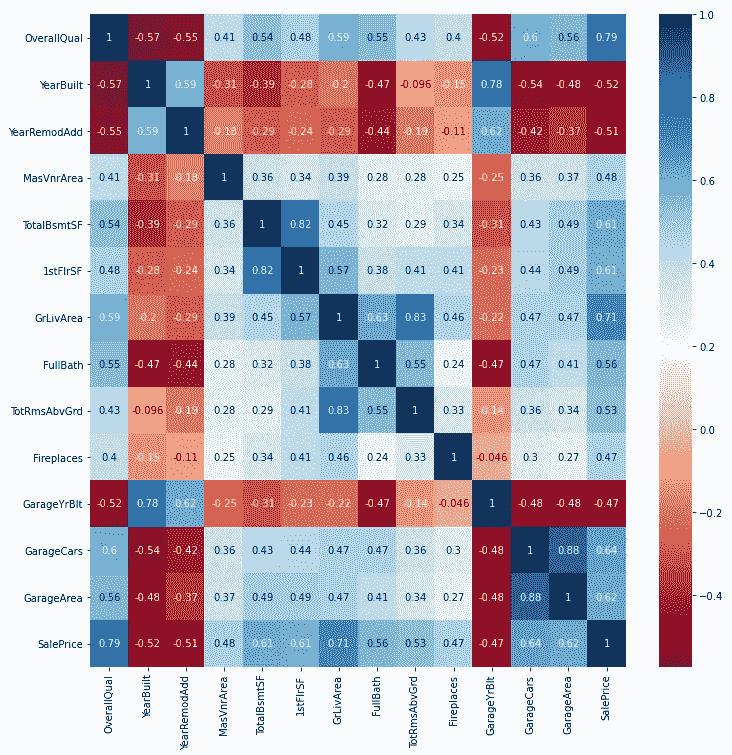 OverallQual 1 -0.57 -0.55 0.41 0.54 0.48 0.59 0.55 0.43 0.4 -0.52 0.6 0.56 0.79
YearBuilt -0.57 1 0.59 -0.31 -0.39 -0.28 -0.2 -0.47 -0.096 -0.15 0.78 -0.54 -0.48 -0.52
YearRemodAdd -0.55 0.59 1 -0.18 -0.29 -0.24 -0.29 -0.44 -0.19 -0.11 0.62 -0.42 -0.37 -0.51
MasVnrArea 0.41 -0.31 -0.18 1 0.36 0.34 0.39 0.28 0.28 0.25 -0.25 0.36 0.37 0.48
TotalBsmtSF 0.54 -0.39 -0.29 0.36 1 0.82 0.45 0.32 0.29 0.34 -0.31 0.43 0.49 0.61
1stFlrSF 0.48 -0.28 -0.24 0.34 0.82 1 0.57 0.38 0.41 0.41 -0.23 0.44 0.49 0.61
GrLivArea 0.59 -0.2 -0.29 0.39 0.45 0.57 1 0.63 0.83 0.46 -0.22 0.47 0.47 0.71
FullBath 0.55 -0.47 -0.44 0.28 0.32 0.38 0.63 1 0.55 0.24 -0.47 0.47 0.41 0.56
TotRmsAbvGrd 0.43 -0.096 -0.19 0.28 0.29 0.41 0.83 0.55 1 0.33 -0.14 0.36 0.34 0.53
Fireplaces 0.4 -0.15 -0.11 0.25 0.34 0.41 0.46 0.24 0.33 1 -0.046 0.3 0.27 0.47
GarageYrBlt -0.52 0.78 0.62 -0.25 -0.31 -0.23 -0.22 -0.47 -0.14 -0.046 1 -0.48 -0.48 -0.47
GarageCars 0.6 -0.54 -0.42 0.36 0.43 0.44 0.47 0.47 0.36 0.3 -0.48 1 0.88 0.64
GarageArea 0.56 -0.48 -0.37 0.37 0.49 0.49 0.47 0.41 0.34 0.27 -0.48 0.88 1 0.62
SalePrice 0.79 -0.52 -0.51 0.48 0.61 0.61 0.71 0.56 0.53 0.47 -0.47 0.64 0.62 1
OverallQual
YearBuilt
YearRemodAdd
MasVnrArea
TotalBsmtSF
1stFlrSF
GrLivArea
FullBath
TotRmsAbvGrd
Fireplaces
GarageYrBlt
GarageCars
GarageArea
SalePrice
1.0
0.8
0.6
0.4
0.2
0.0
−0.2
−0.4